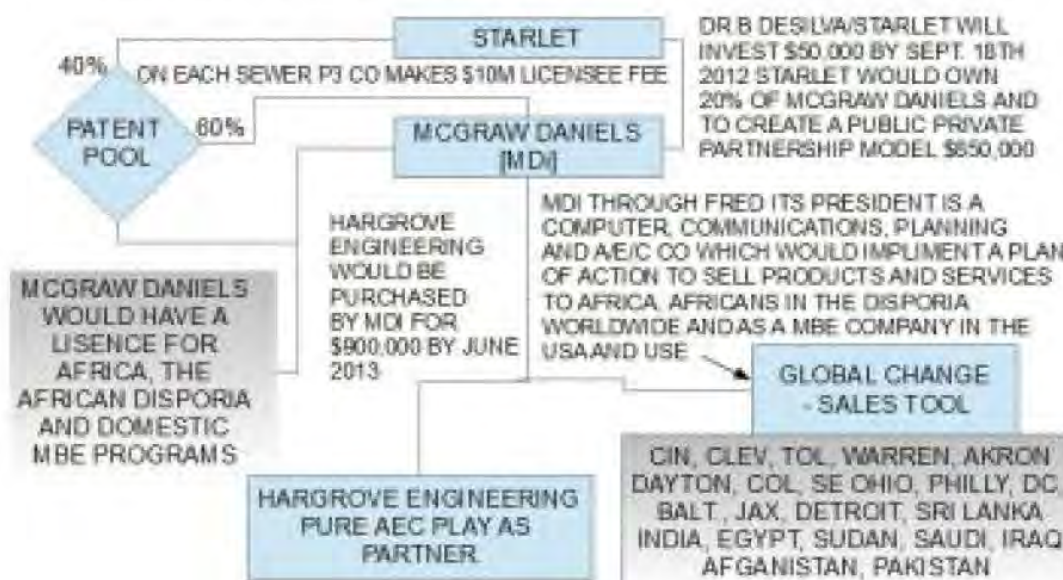 STARLET
40%
ON EACH SEWER P3 CO MAKES $10M LICENSEE FEE
PATENT
POOL
60%
MCGRAW DANIELS
[MDi]
DR B DESILVA/STARLET WILL
INVEST $50,000 BY SEPT. 18TH
2012 STARLET WOULD OWN
20% OF MCGRAW DANIELS AND
TO CREATE A PUBLIC PRIVATE
PARTNERSHIP MODEL $650,000
HARGROVE
ENGINEERING
WOULD BE
PURCHASED
BY MDI FOR
$900,000 BY JUNE
2013
MDI THROUGH FRED ITS PRESIDENT IS A
COMPUTER, COMMUNICATIONS, PLANNING
AND A/E/C CO WHICH WOULD IMPLIMENT A PLAN
OF ACTION TO SELL PRODUCTS AND SERVICES
TO AFRICA, AFRICANS IN THE DISPORIA
WORLDWIDE AND AS A MBE COMPANY IN THE
USA AND USE
MCGRAW DANIELS
WOULD HAVE A
LISENCE FOR
AFRICA, THE
AFRICAN DISPORIA
AND DOMESTIC
MBE PROGRAMS
GLOBAL CHANGE
- SALES TOOL
HARGROVE ENGINEERING
PURE AEC PLAY AS
PARTNER
CIN, CLEV, TOL, WARREN, AKRON
DAYTON, COL, SE OHIO, PHILLY, DC,
BALT, JAX, DETROIT, SRI LANKA
INDIA, EGYPT, SUDAN, SAUDI, IRAQ
AFGANISTAN, PAKISTAN